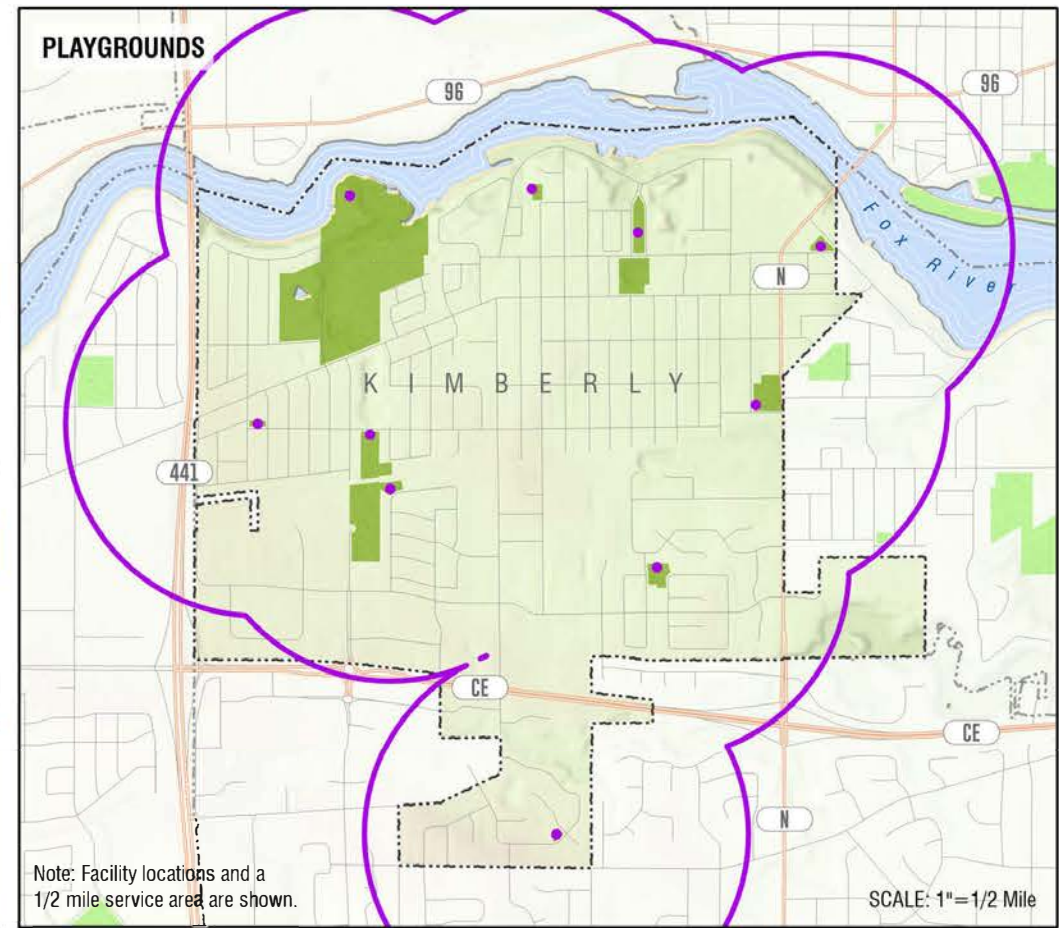 PLAYGROUNDS
96
96
Fox River
N
KIMBERLY
441
CE
CE
N
Note: Facility locations and a
1/2 mile service area are shown.
SCALE: 1"=1/2 Mile